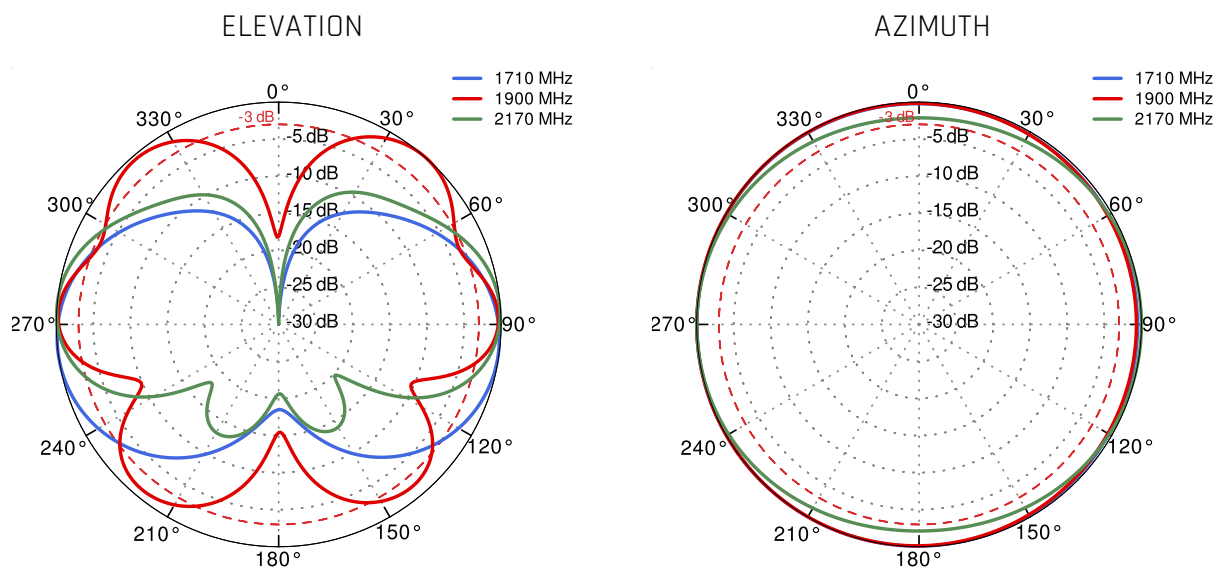 ELEVATION
1710 MHz
1900 MHz
2170 MHz
0°
330°
-3 dB
30°
-5 dB
-10 dB
300°
-15 dB
60°
-20 dB
-25 dB
270°
-30 dB
90°
240°
120°
210°
150°
180°
AZIMUTH
1710 MHz
1900 MHz
2170 MHz
0°
330°
-3 dB
30°
-5 dB
-10 dB
300°
-15 dB
60°
-20 dB
-25 dB
270°
-30 dB
90°
240°
120°
210°
150°
180°